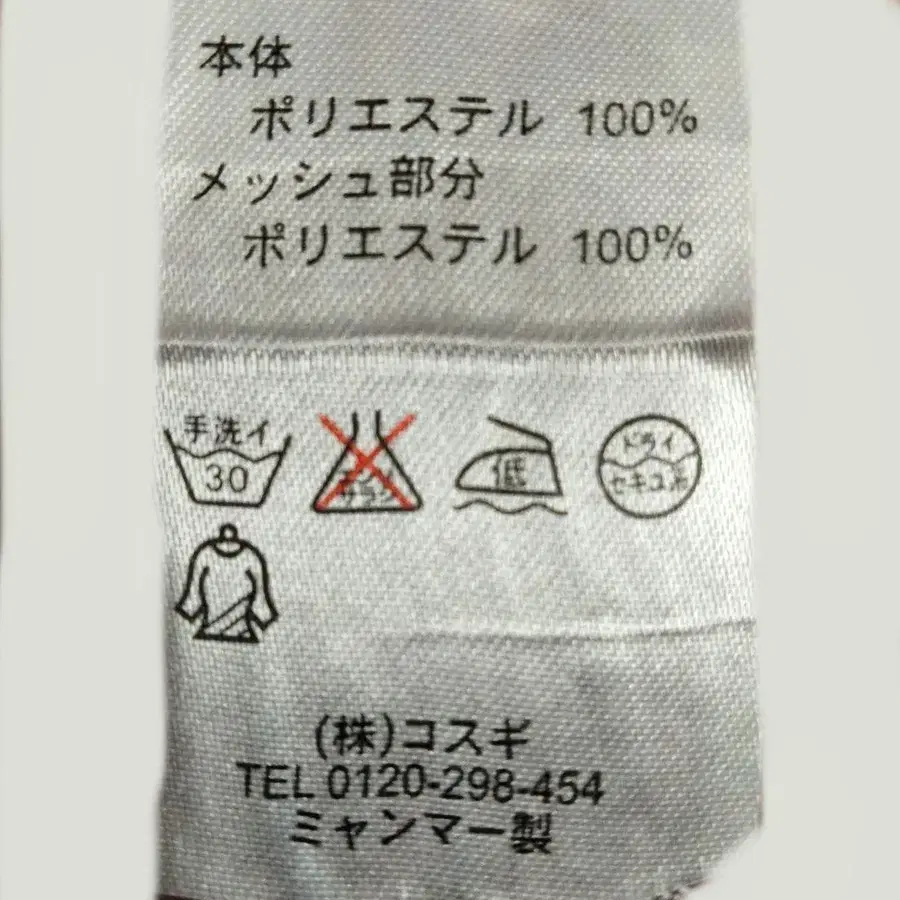 本体
ポリエステル 100%
メッシュ部分
ポリエステル 100%
手洗イ
30
低
ドライ
セキユ系
(株)コスギ
TEL 0120-298-454
ミャンマー製